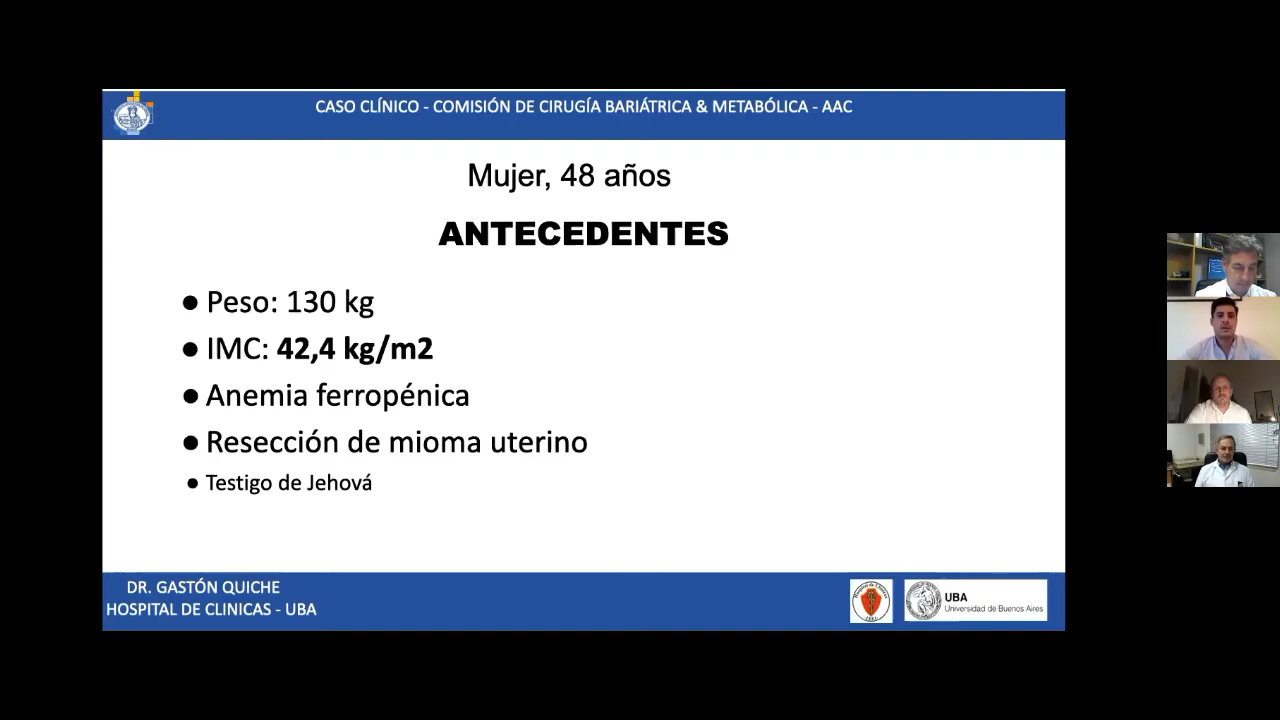 CASO CLÍNICO - COMISIÓN DE CIRUGÍA BARIÁTRICA & METABÓLICA - AAC
Mujer, 48 años
ANTECEDENTES
● Peso: 130 kg
● IMC: 42,4 kg/m2
● Anemia ferropénica
● Resección de mioma uterino
● Testigo de Jehová
DR. GASTÓN QUICHE
HOSPITAL DE CLINICAS - UBA
UBA
Universidad de Buenos Aires